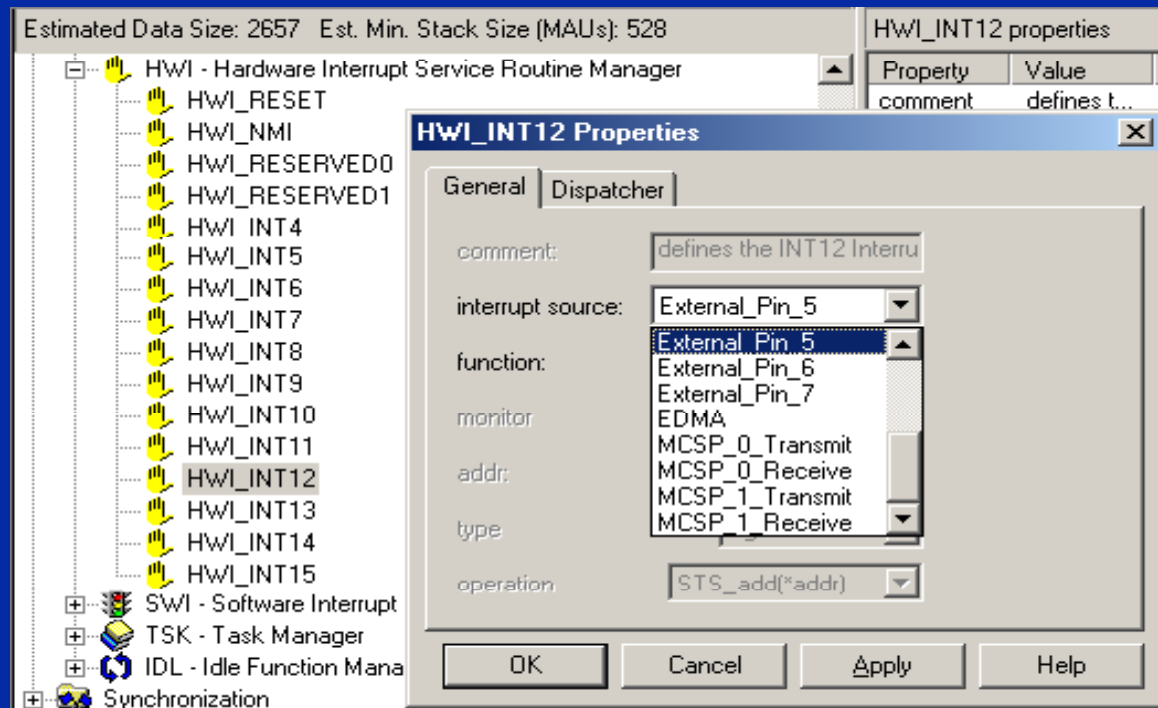 Estimated Data Size: 2657 Est. Min. Stack Size (MAUs): 528
HWI_INT12 properties
Property Value
comment defines t...
HWI - Hardware Interrupt Service Routine Manager
HWI_RESET
HWI_NMI
HWI_RESERVED0
HWI_RESERVED1
HWI_INT4
HWI_INT5
HWI_INT6
HWI_INT7
HWI_INT8
HWI_INT9
HWI_INT10
HWI_INT11
HWI_INT12
HWI_INT13
HWI_INT14
HWI_INT15
SWI - Software Interrupt
TSK - Task Manager
IDL - Idle Function Mana
Synchronization
HWI_INT12 Properties
General Dispatcher
comment: defines the INT12 Interru
interrupt source: External_Pin_5
External_Pin_5
External_Pin_6
External_Pin_7
EDMA
MCSP_0_Transmit
MCSP_0_Receive
MCSP_1_Transmit
MCSP_1_Receive
function:
monitor
addr:
type
operation STS_add(*addr)
OK Cancel Apply Help